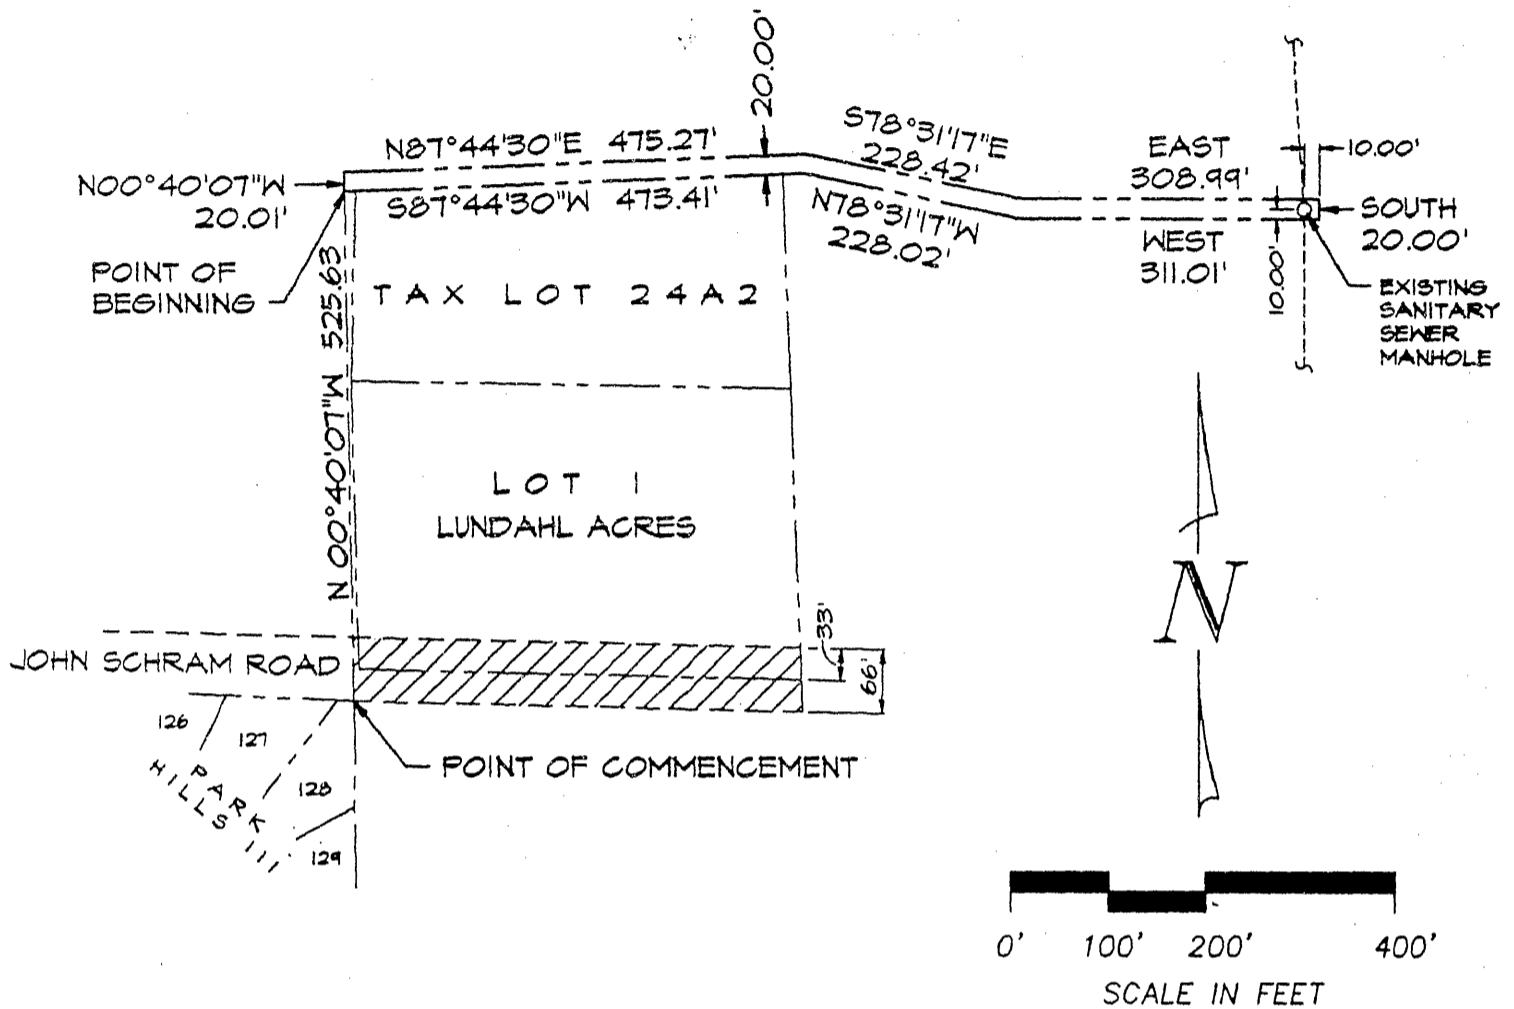 20.00'
N87°44'30"E 475.27'
S78°31'17"E
228.42'
EAST
308.99'
10.00'
N00°40'07"W
20.01'
S87°44'30"W 473.41'
N78°31'17"W
228.02'
WEST
311.01'
10.00'
SOUTH
20.00'
POINT OF
BEGINNING
EXISTING
SANITARY
SEWER
MANHOLE
TAX LOT 24A2
N 00°40'07"W 525.63
LOT 1
LUNDAHL ACRES
N
JOHN SCHRAM ROAD
33'
66'
126
127
128
129
PARK
HILLS III
POINT OF COMMENCEMENT
0' 100' 200' 400'
SCALE IN FEET